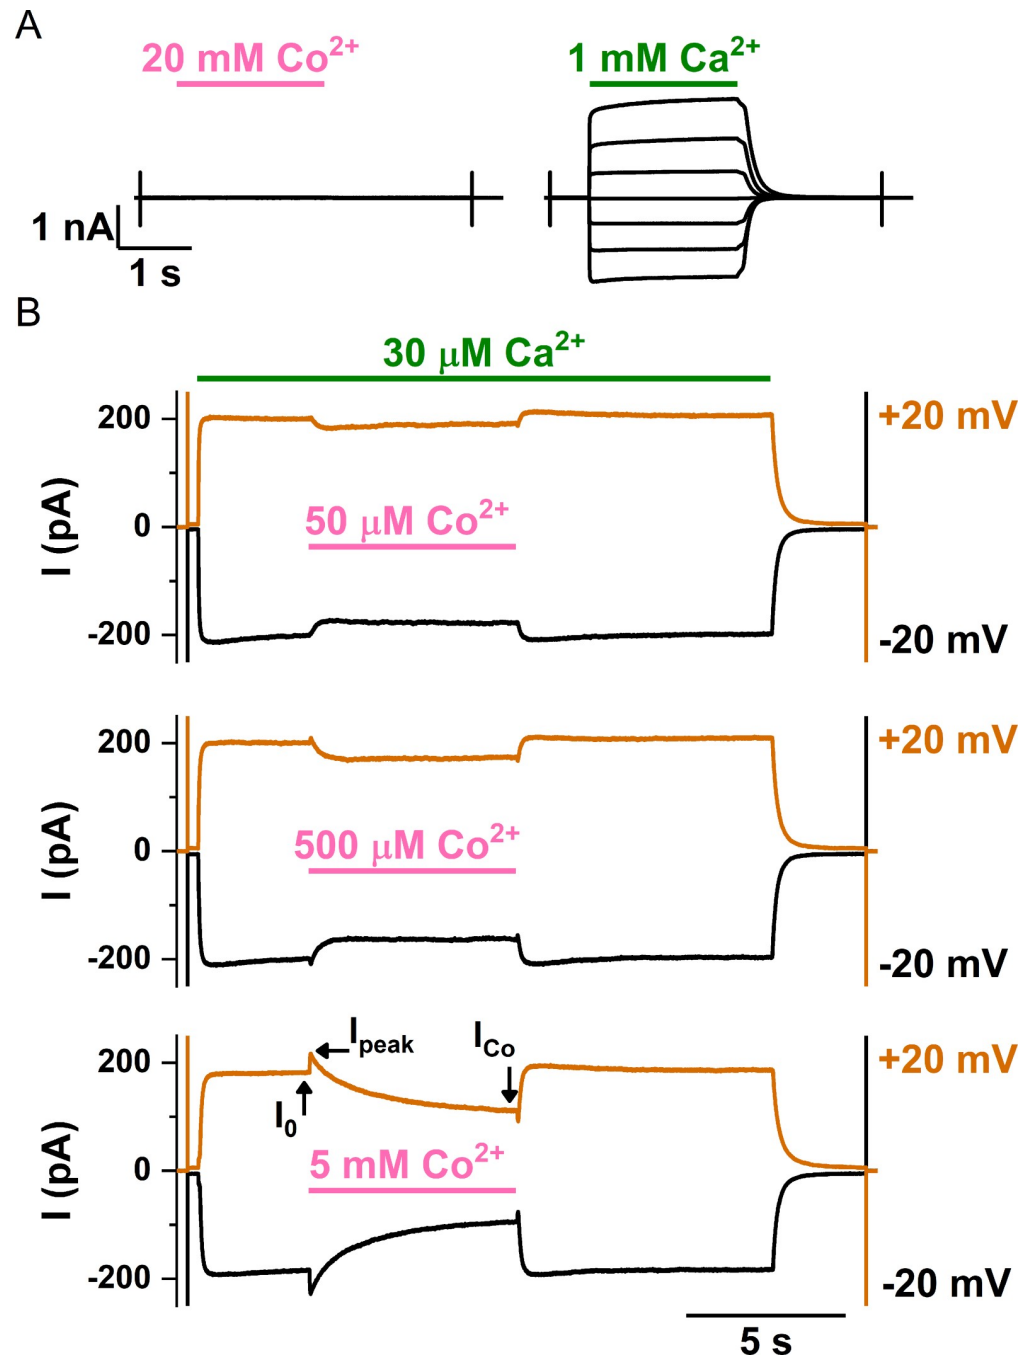 A
20 mM Co²⁺
1 mM Ca²⁺
1 nA
1 s
B
30 µM Ca²⁺
200
0
-200
I (pA)
50 µM Co²⁺
+20 mV
-20 mV
200
0
-200
I (pA)
500 µM Co²⁺
+20 mV
-20 mV
200
0
-200
I (pA)
I₀
I_peak
I_Co
5 mM Co²⁺
+20 mV
-20 mV
5 s